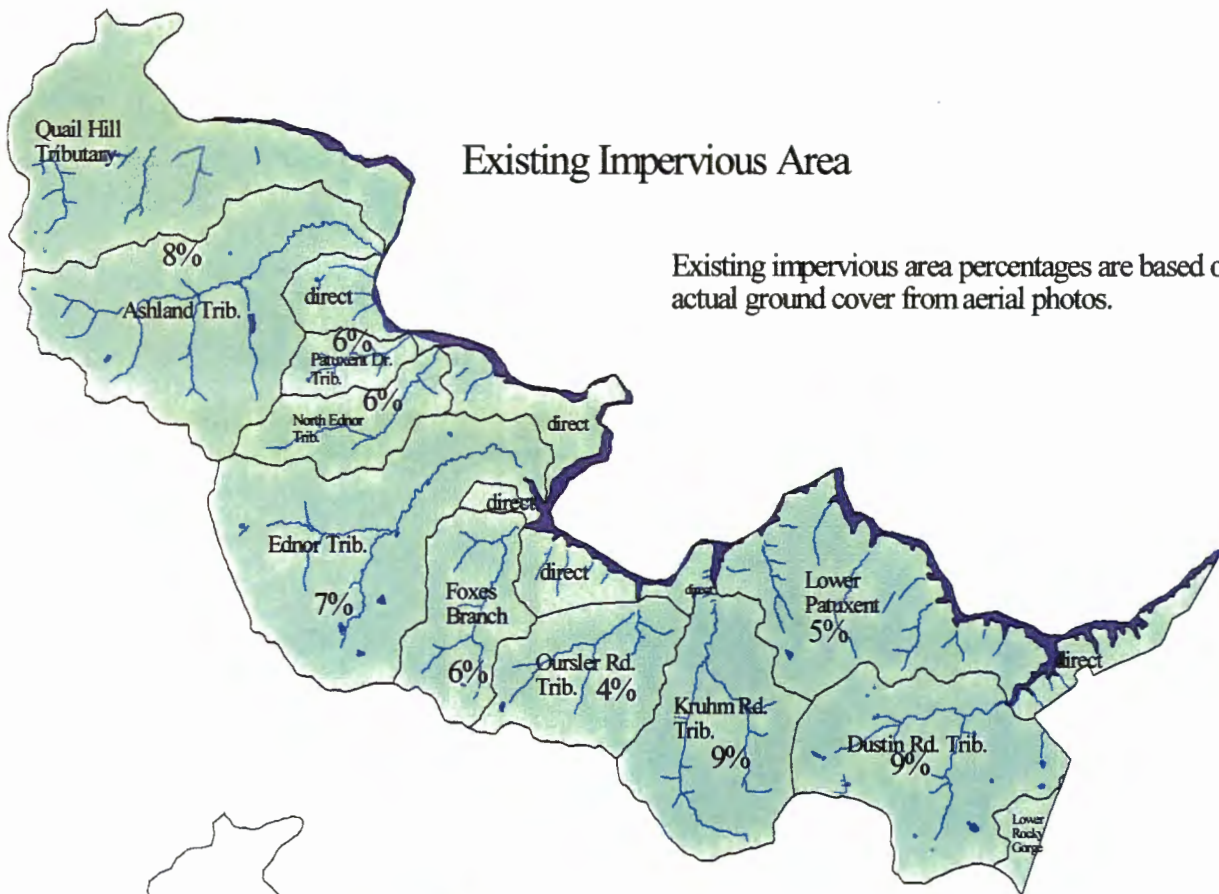 Existing Impervious Area
Existing impervious area percentages are based o
actual ground cover from aerial photos.
Quail Hill
Tributary
8%
Ashland Trib.
direct
6%
Patuxent Dr.
Trib.
6%
North Ednor
Trib.
direct
direct
Ednor Trib.
7%
Foxes
Branch
6%
direct
Oursler Rd.
Trib.
4%
direct
Kruhm Rd.
Trib.
9%
Lower
Patuxent
5%
direct
Dustin Rd. Trib.
9%
Lower
Rocky
Gorge